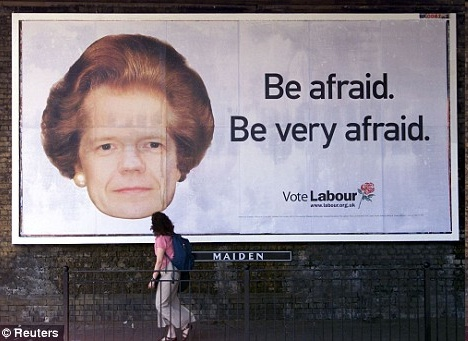 Be afraid.
Be very afraid.
Vote Labour
www.labour.org.uk
MAIDEN
© Reuters